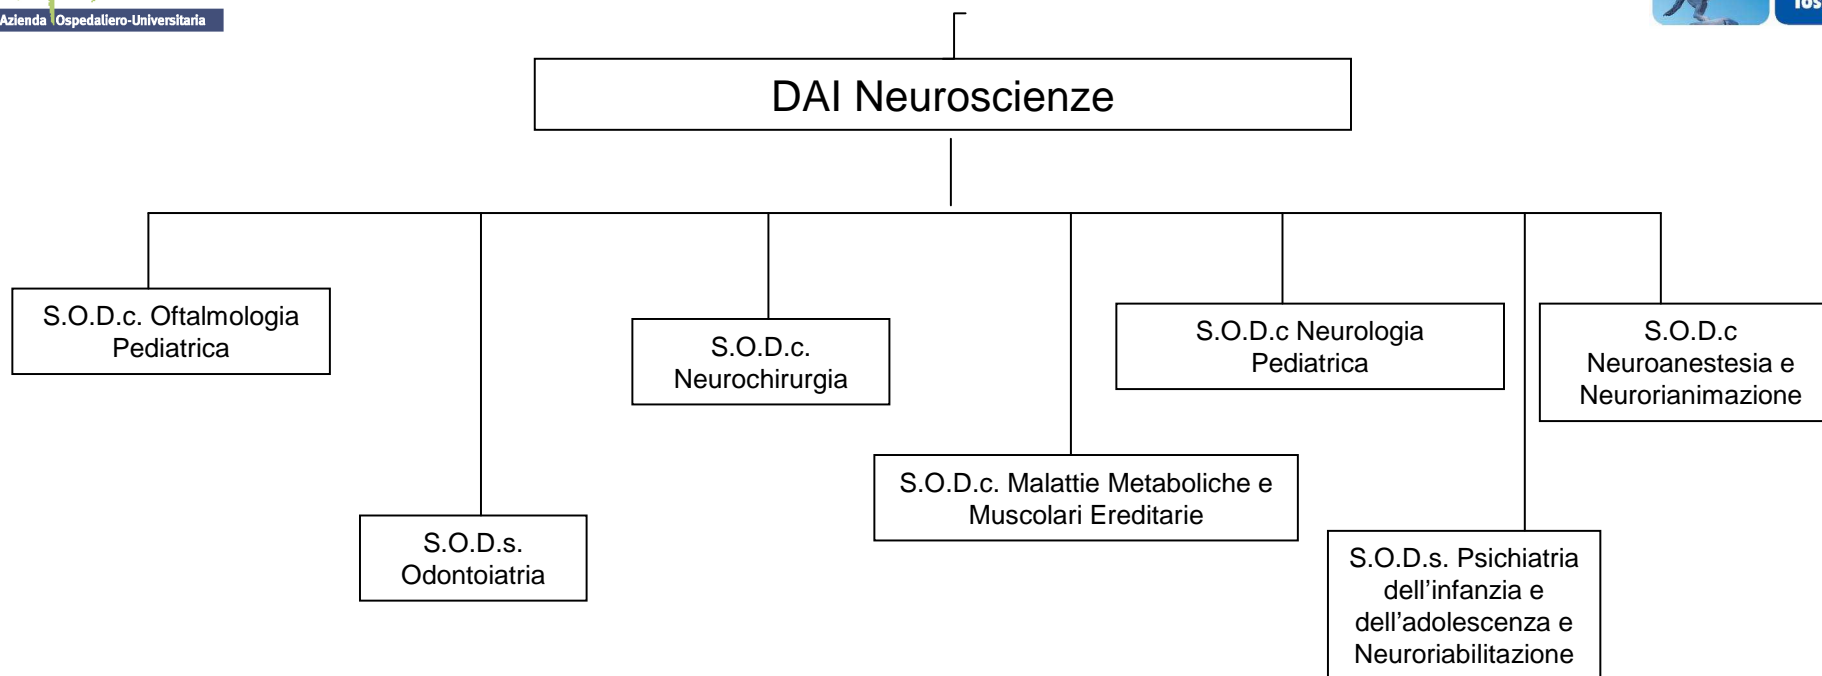 Azienda Ospedaliero-Universitaria
DAI Neuroscienze
S.O.D.c. Oftalmologia
Pediatrica
S.O.D.s.
Odontoiatria
S.O.D.c.
Neurochirurgia
S.O.D.c. Malattie Metaboliche e
Muscolari Ereditarie
S.O.D.c Neurologia
Pediatrica
S.O.D.s. Psichiatria
dell’infanzia e
dell’adolescenza e
Neuroriabilitazione
S.O.D.c
Neuroanestesia e
Neurorianimazione